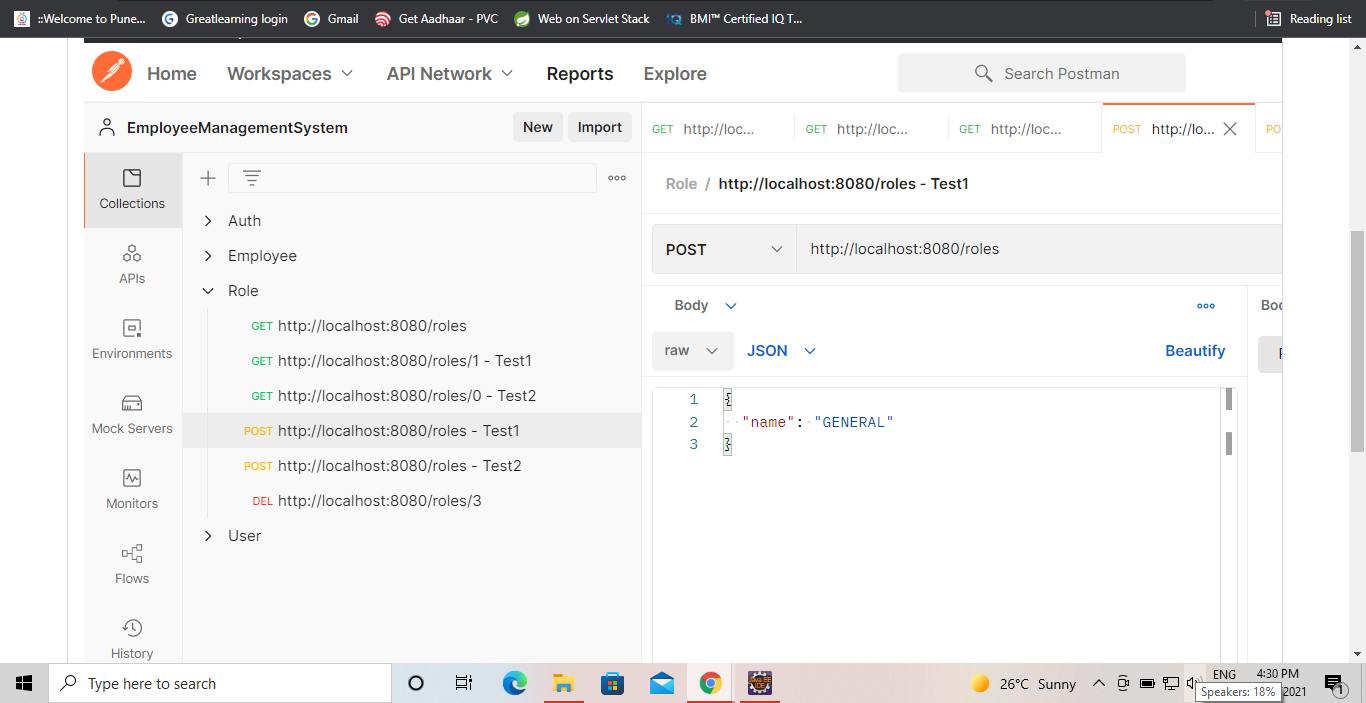 ::Welcome to Pune... Greatlearning login Gmail Get Aadhaar - PVC Web on Servlet Stack BMI™ Certified IQ T... Reading list
Home Workspaces API Network Reports Explore Search Postman
EmployeeManagementSystem New Import
GET http://loc... GET http://loc... GET http://loc... POST http://lo... PO
Collections
APIs
Environments
Mock Servers
Monitors
Flows
History
Auth
Employee
Role
GET http://localhost:8080/roles
GET http://localhost:8080/roles/1 - Test1
GET http://localhost:8080/roles/0 - Test2
POST http://localhost:8080/roles - Test1
POST http://localhost:8080/roles - Test2
DEL http://localhost:8080/roles/3
User
Role / http://localhost:8080/roles - Test1
POST http://localhost:8080/roles
Body
raw JSON Beautify
1 {
2 "name": "GENERAL"
3 }
Type here to search
26°C Sunny
ENG 4:30 PM
Speakers: 18% 2021
1